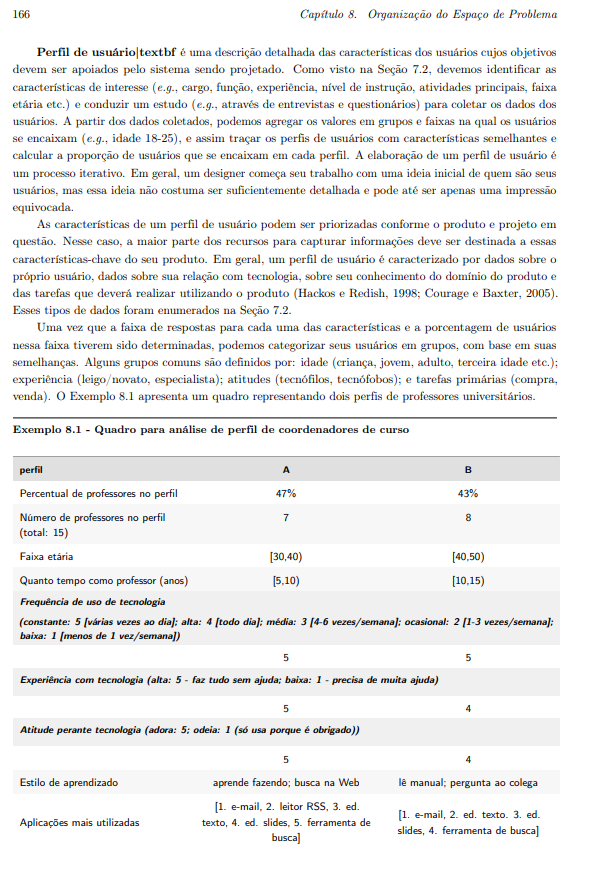 166
Capítulo 8. Organização do Espaço de Problema
Perfil de usuário|textbf é uma descrição detalhada das características dos usuários cujos objetivos
devem ser apoiados pelo sistema sendo projetado. Como visto na Seção 7.2, devemos identificar as
características de interesse (e.g., cargo, função, experiência, nível de instrução, atividades principais, faixa
etária etc.) e conduzir um estudo (e.g., através de entrevistas e questionários) para coletar os dados dos
usuários. A partir dos dados coletados, podemos agregar os valores em grupos e faixas na qual os usuários
se encaixam (e.g., idade 18-25), e assim traçar os perfis de usuários com características semelhantes e
calcular a proporção de usuários que se encaixam em cada perfil. A elaboração de um perfil de usuário é
um processo iterativo. Em geral, um designer começa seu trabalho com uma ideia inicial de quem são seus
usuários, mas essa ideia não costuma ser suficientemente detalhada e pode até ser apenas uma impressão
equivocada.
As características de um perfil de usuário podem ser priorizadas conforme o produto e projeto em
questão. Nesse caso, a maior parte dos recursos para capturar informações deve ser destinada a essas
características-chave do seu produto. Em geral, um perfil de usuário é caracterizado por dados sobre o
próprio usuário, dados sobre sua relação com tecnologia, sobre seu conhecimento do domínio do produto e
das tarefas que deverá realizar utilizando o produto (Hackos e Redish, 1998; Courage e Baxter, 2005).
Esses tipos de dados foram enumerados na Seção 7.2.
Uma vez que a faixa de respostas para cada uma das características e a porcentagem de usuários
nessa faixa tiverem sido determinadas, podemos categorizar seus usuários em grupos, com base em suas
semelhanças. Alguns grupos comuns são definidos por: idade (criança, jovem, adulto, terceira idade etc.);
experiência (leigo/novato, especialista); atitudes (tecnófilos, tecnófobos); e tarefas primárias (compra,
venda). O Exemplo 8.1 apresenta um quadro representando dois perfis de professores universitários.
Exemplo 8.1 - Quadro para análise de perfil de coordenadores de curso
perfil A B
Percentual de professores no perfil 47% 43%
Número de professores no perfil 7 8
(total: 15)
Faixa etária [30,40) [40,50)
Quanto tempo como professor (anos) [5,10) [10,15)
Frequência de uso de tecnologia
(constante: 5 [várias vezes ao dia]; alta: 4 [todo dia]; média: 3 [4-6 vezes/semana]; ocasional: 2 [1-3 vezes/semana];
baixa: 1 [menos de 1 vez/semana])
5 5
Experiência com tecnologia (alta: 5 - faz tudo sem ajuda; baixa: 1 - precisa de muita ajuda)
5 4
Atitude perante tecnologia (adora: 5; odeia: 1 (só usa porque é obrigado))
5 4
Estilo de aprendizado aprende fazendo; busca na Web lê manual; pergunta ao colega
Aplicações mais utilizadas
[1. e-mail, 2. leitor RSS, 3. ed.
texto, 4. ed. slides, 5. ferramenta de
busca]
[1. e-mail, 2. ed. texto. 3. ed.
slides, 4. ferramenta de busca]